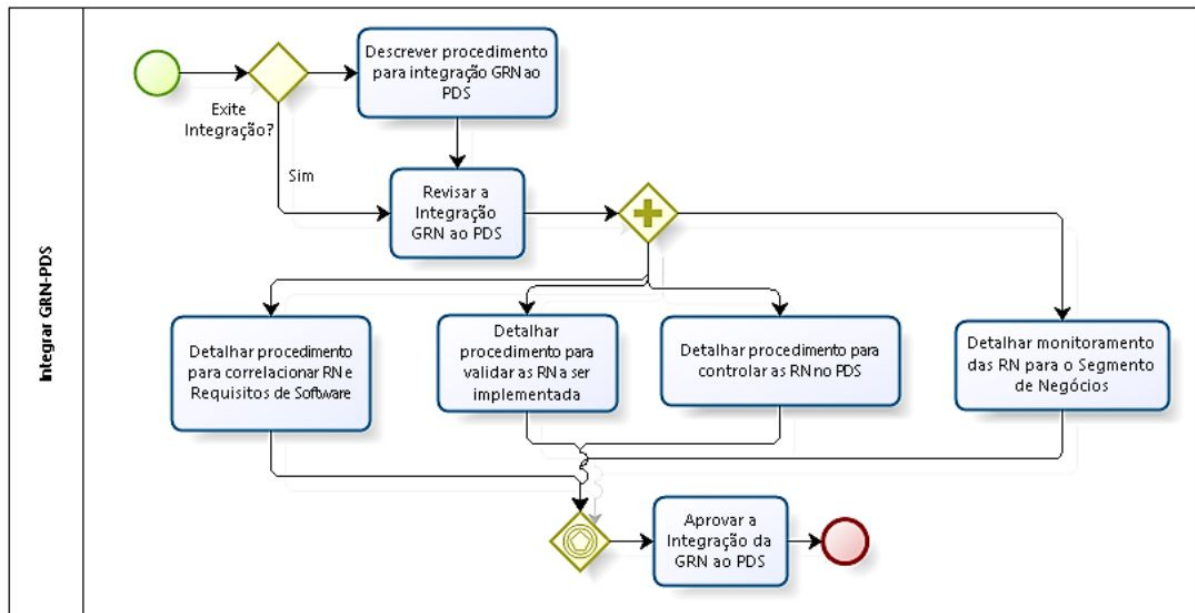 Integrar GRN-PDS
Descrever procedimento
para integração GRN ao
PDS
Exite
Integração?
Sim
Revisar a
Integração
GRN ao PDS
Detalhar procedimento
para correlacionar RN e
Requisitos de Software
Detalhar
procedimento para
validar as RN a ser
implementada
Detalhar procedimento para
controlar as RN no PDS
Detalhar monitoramento
das RN para o Segmento
de Negócios
Aprovar a
Integração da
GRN ao PDS